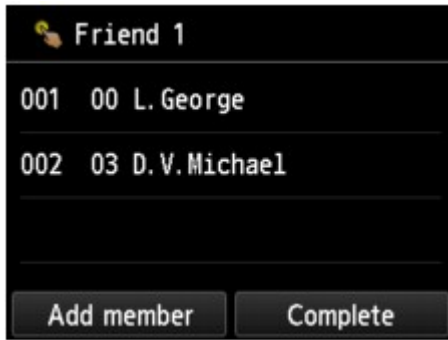 Friend 1
001 00 L.George
002 03 D.V.Michael
Add member Complete